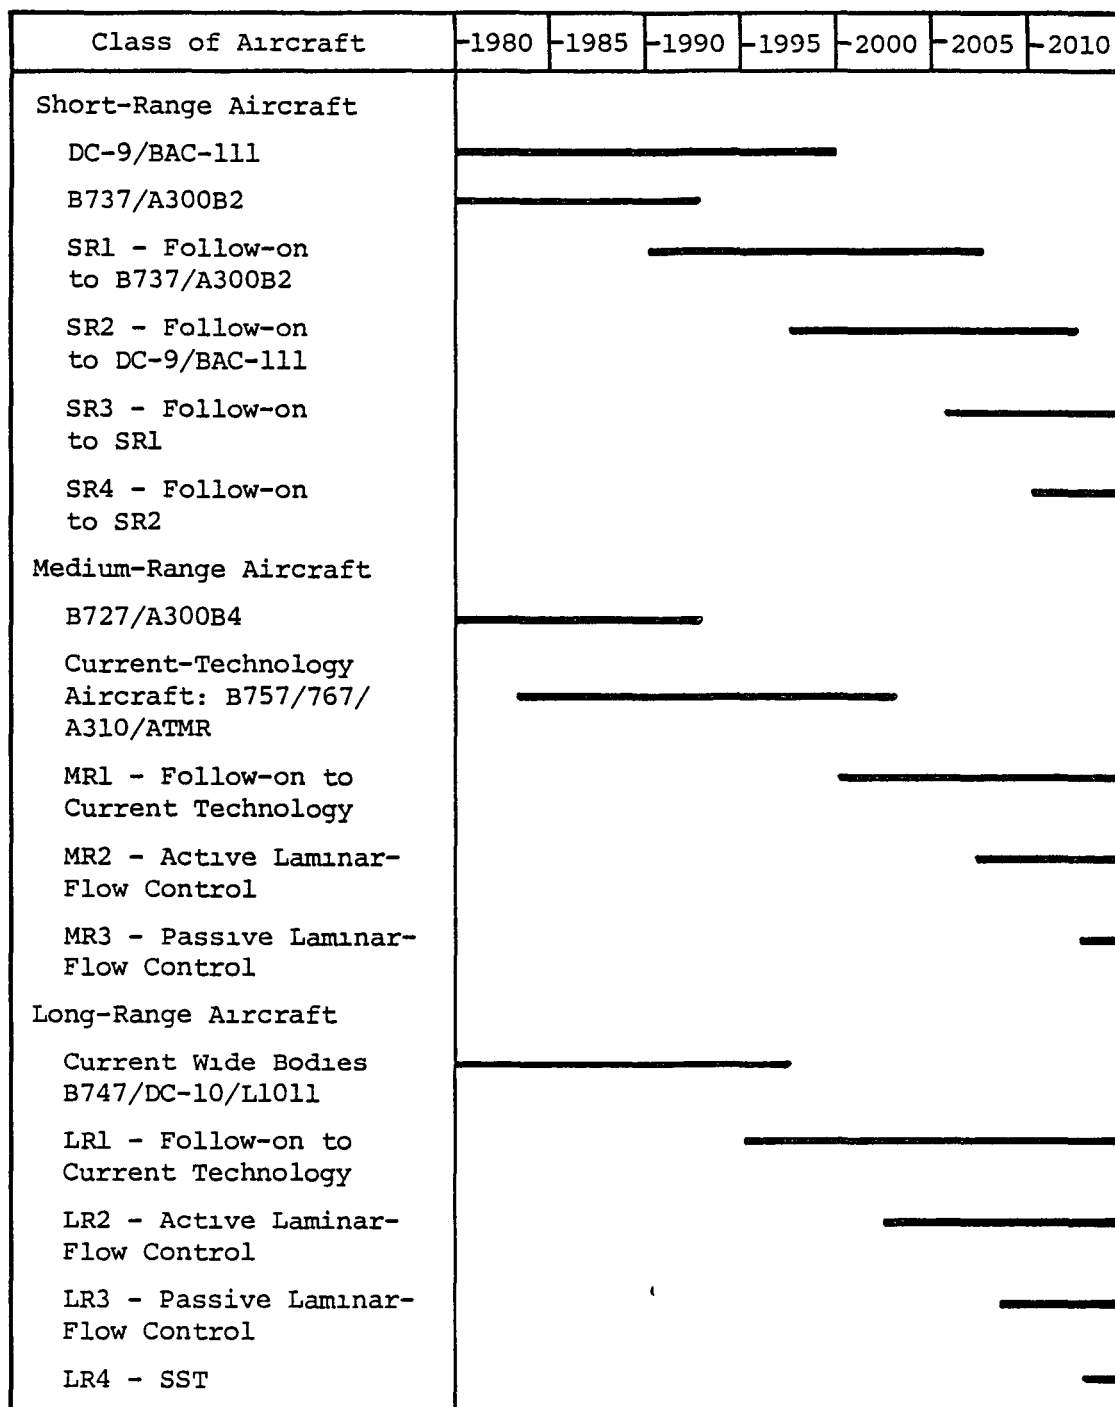 Class of Aircraft -1980 -1985 -1990 -1995 -2000 -2005 -2010
Short-Range Aircraft
DC-9/BAC-111
B737/A300B2
SR1 - Follow-on
to B737/A300B2
SR2 - Follow-on
to DC-9/BAC-111
SR3 - Follow-on
to SR1
SR4 - Follow-on
to SR2
Medium-Range Aircraft
B727/A300B4
Current-Technology
Aircraft: B757/767/
A310/ATMR
MR1 - Follow-on to
Current Technology
MR2 - Active Laminar-
Flow Control
MR3 - Passive Laminar-
Flow Control
Long-Range Aircraft
Current Wide Bodies
B747/DC-10/L1011
LR1 - Follow-on to
Current Technology
LR2 - Active Laminar-
Flow Control
LR3 - Passive Laminar-
Flow Control
LR4 - SST